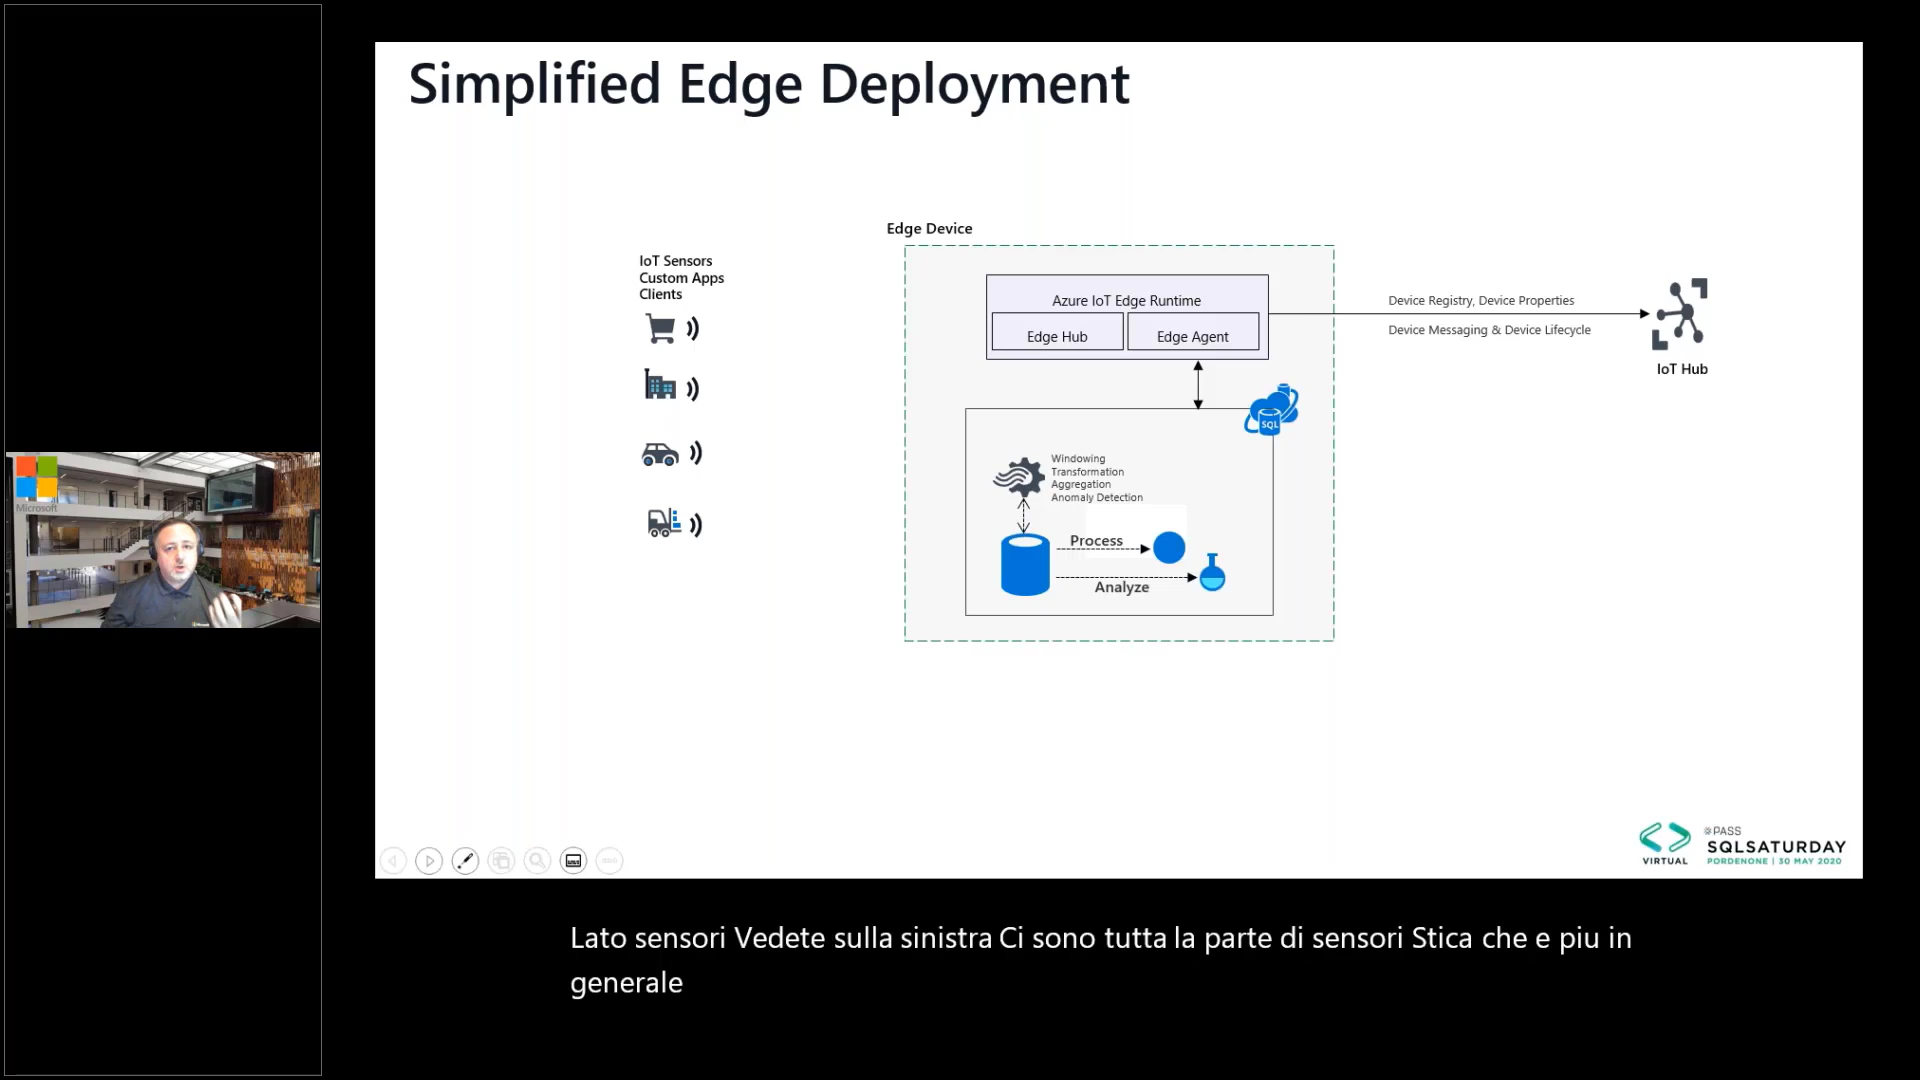 Simplified Edge Deployment
Edge Device
IoT Sensors
Custom Apps
Clients
Azure IoT Edge Runtime
Edge Hub
Edge Agent
Device Registry, Device Properties
Device Messaging & Device Lifecycle
IoT Hub
SQL
Windowing
Transformation
Aggregation
Anomaly Detection
Process
Analyze
Microsoft
VIRTUAL
PASS
SQLSATURDAY
PORDENONE | 30 MAY 2020
Lato sensori Vedete sulla sinistra Ci sono tutta la parte di sensori Stica che e piu in
generale